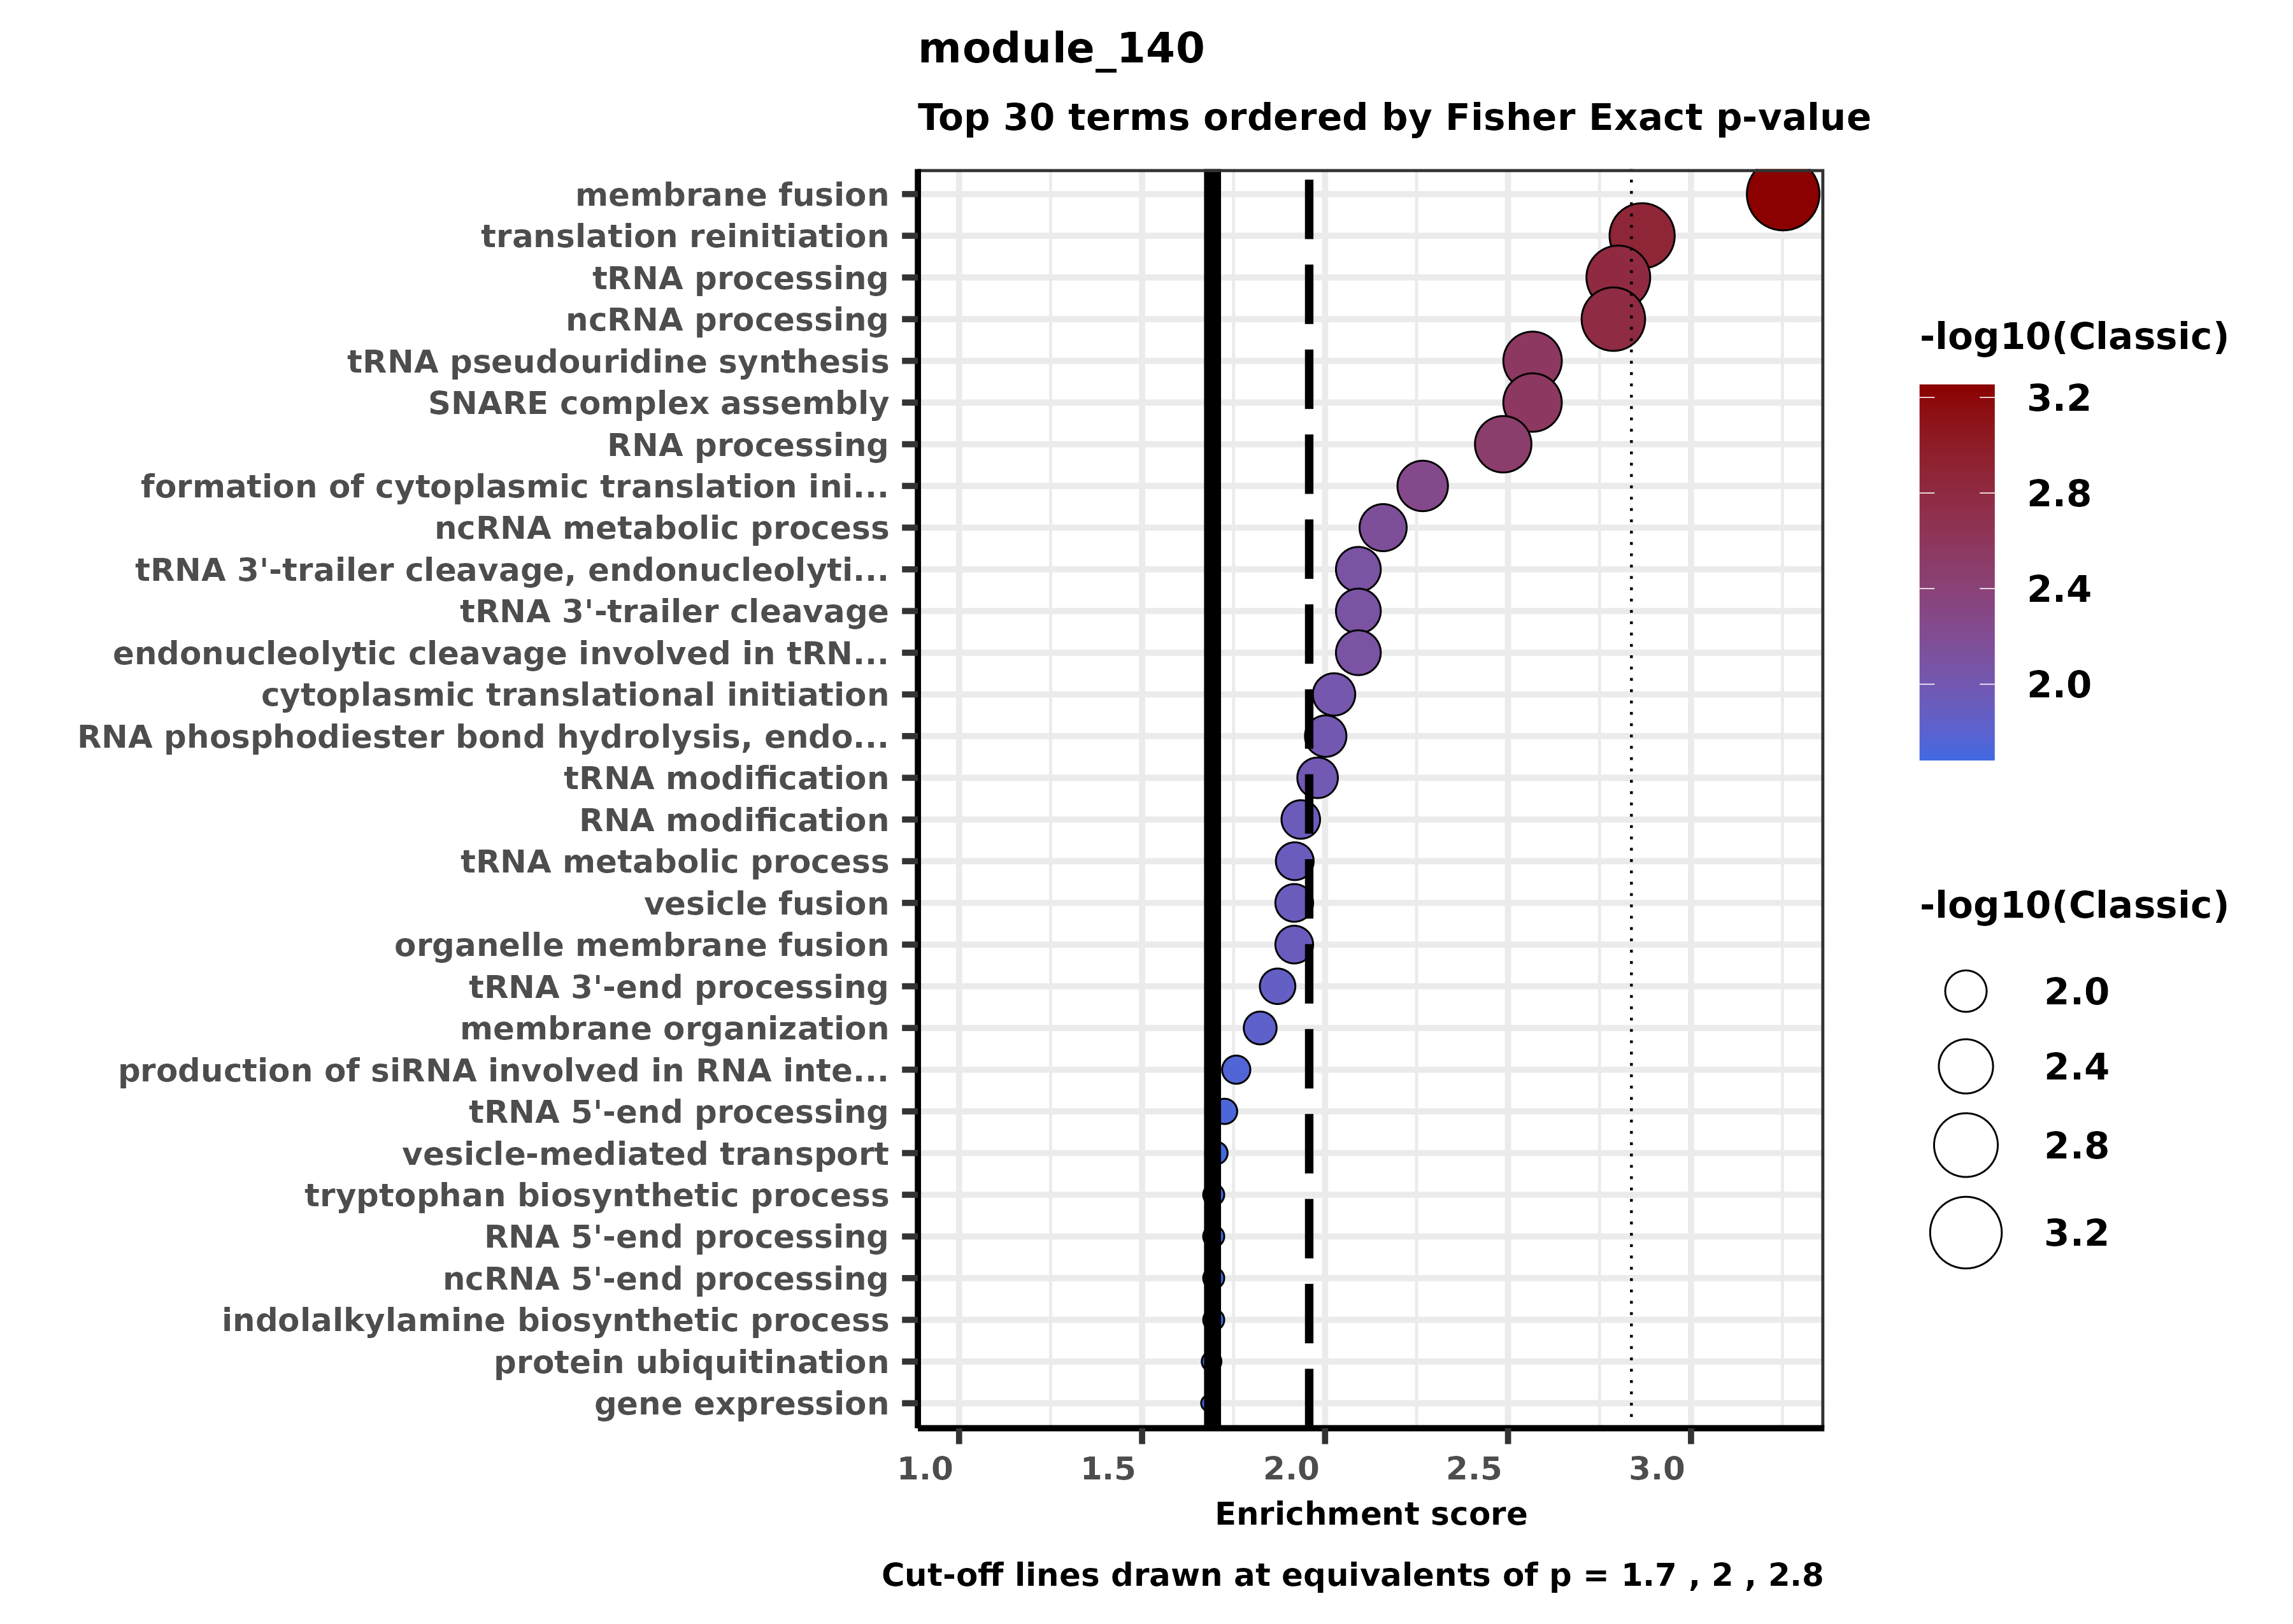 module_140
Top 30 terms ordered by Fisher Exact p-value
membrane fusion
translation reinitiation
tRNA processing
ncRNA processing
tRNA pseudouridine synthesis
SNARE complex assembly
RNA processing
formation of cytoplasmic translation ini...
ncRNA metabolic process
tRNA 3'-trailer cleavage, endonucleolyti...
tRNA 3'-trailer cleavage
endonucleolytic cleavage involved in tRN...
cytoplasmic translational initiation
RNA phosphodiester bond hydrolysis, endo...
tRNA modification
RNA modification
tRNA metabolic process
vesicle fusion
organelle membrane fusion
tRNA 3'-end processing
membrane organization
production of siRNA involved in RNA inte...
tRNA 5'-end processing
vesicle-mediated transport
tryptophan biosynthetic process
RNA 5'-end processing
ncRNA 5'-end processing
indolalkylamine biosynthetic process
protein ubiquitination
gene expression
1.0 1.5 2.0 2.5 3.0
Enrichment score
Cut-off lines drawn at equivalents of p = 1.7 , 2 , 2.8
-log10(Classic)
3.2
2.8
2.4
2.0
-log10(Classic)
2.0
2.4
2.8
3.2